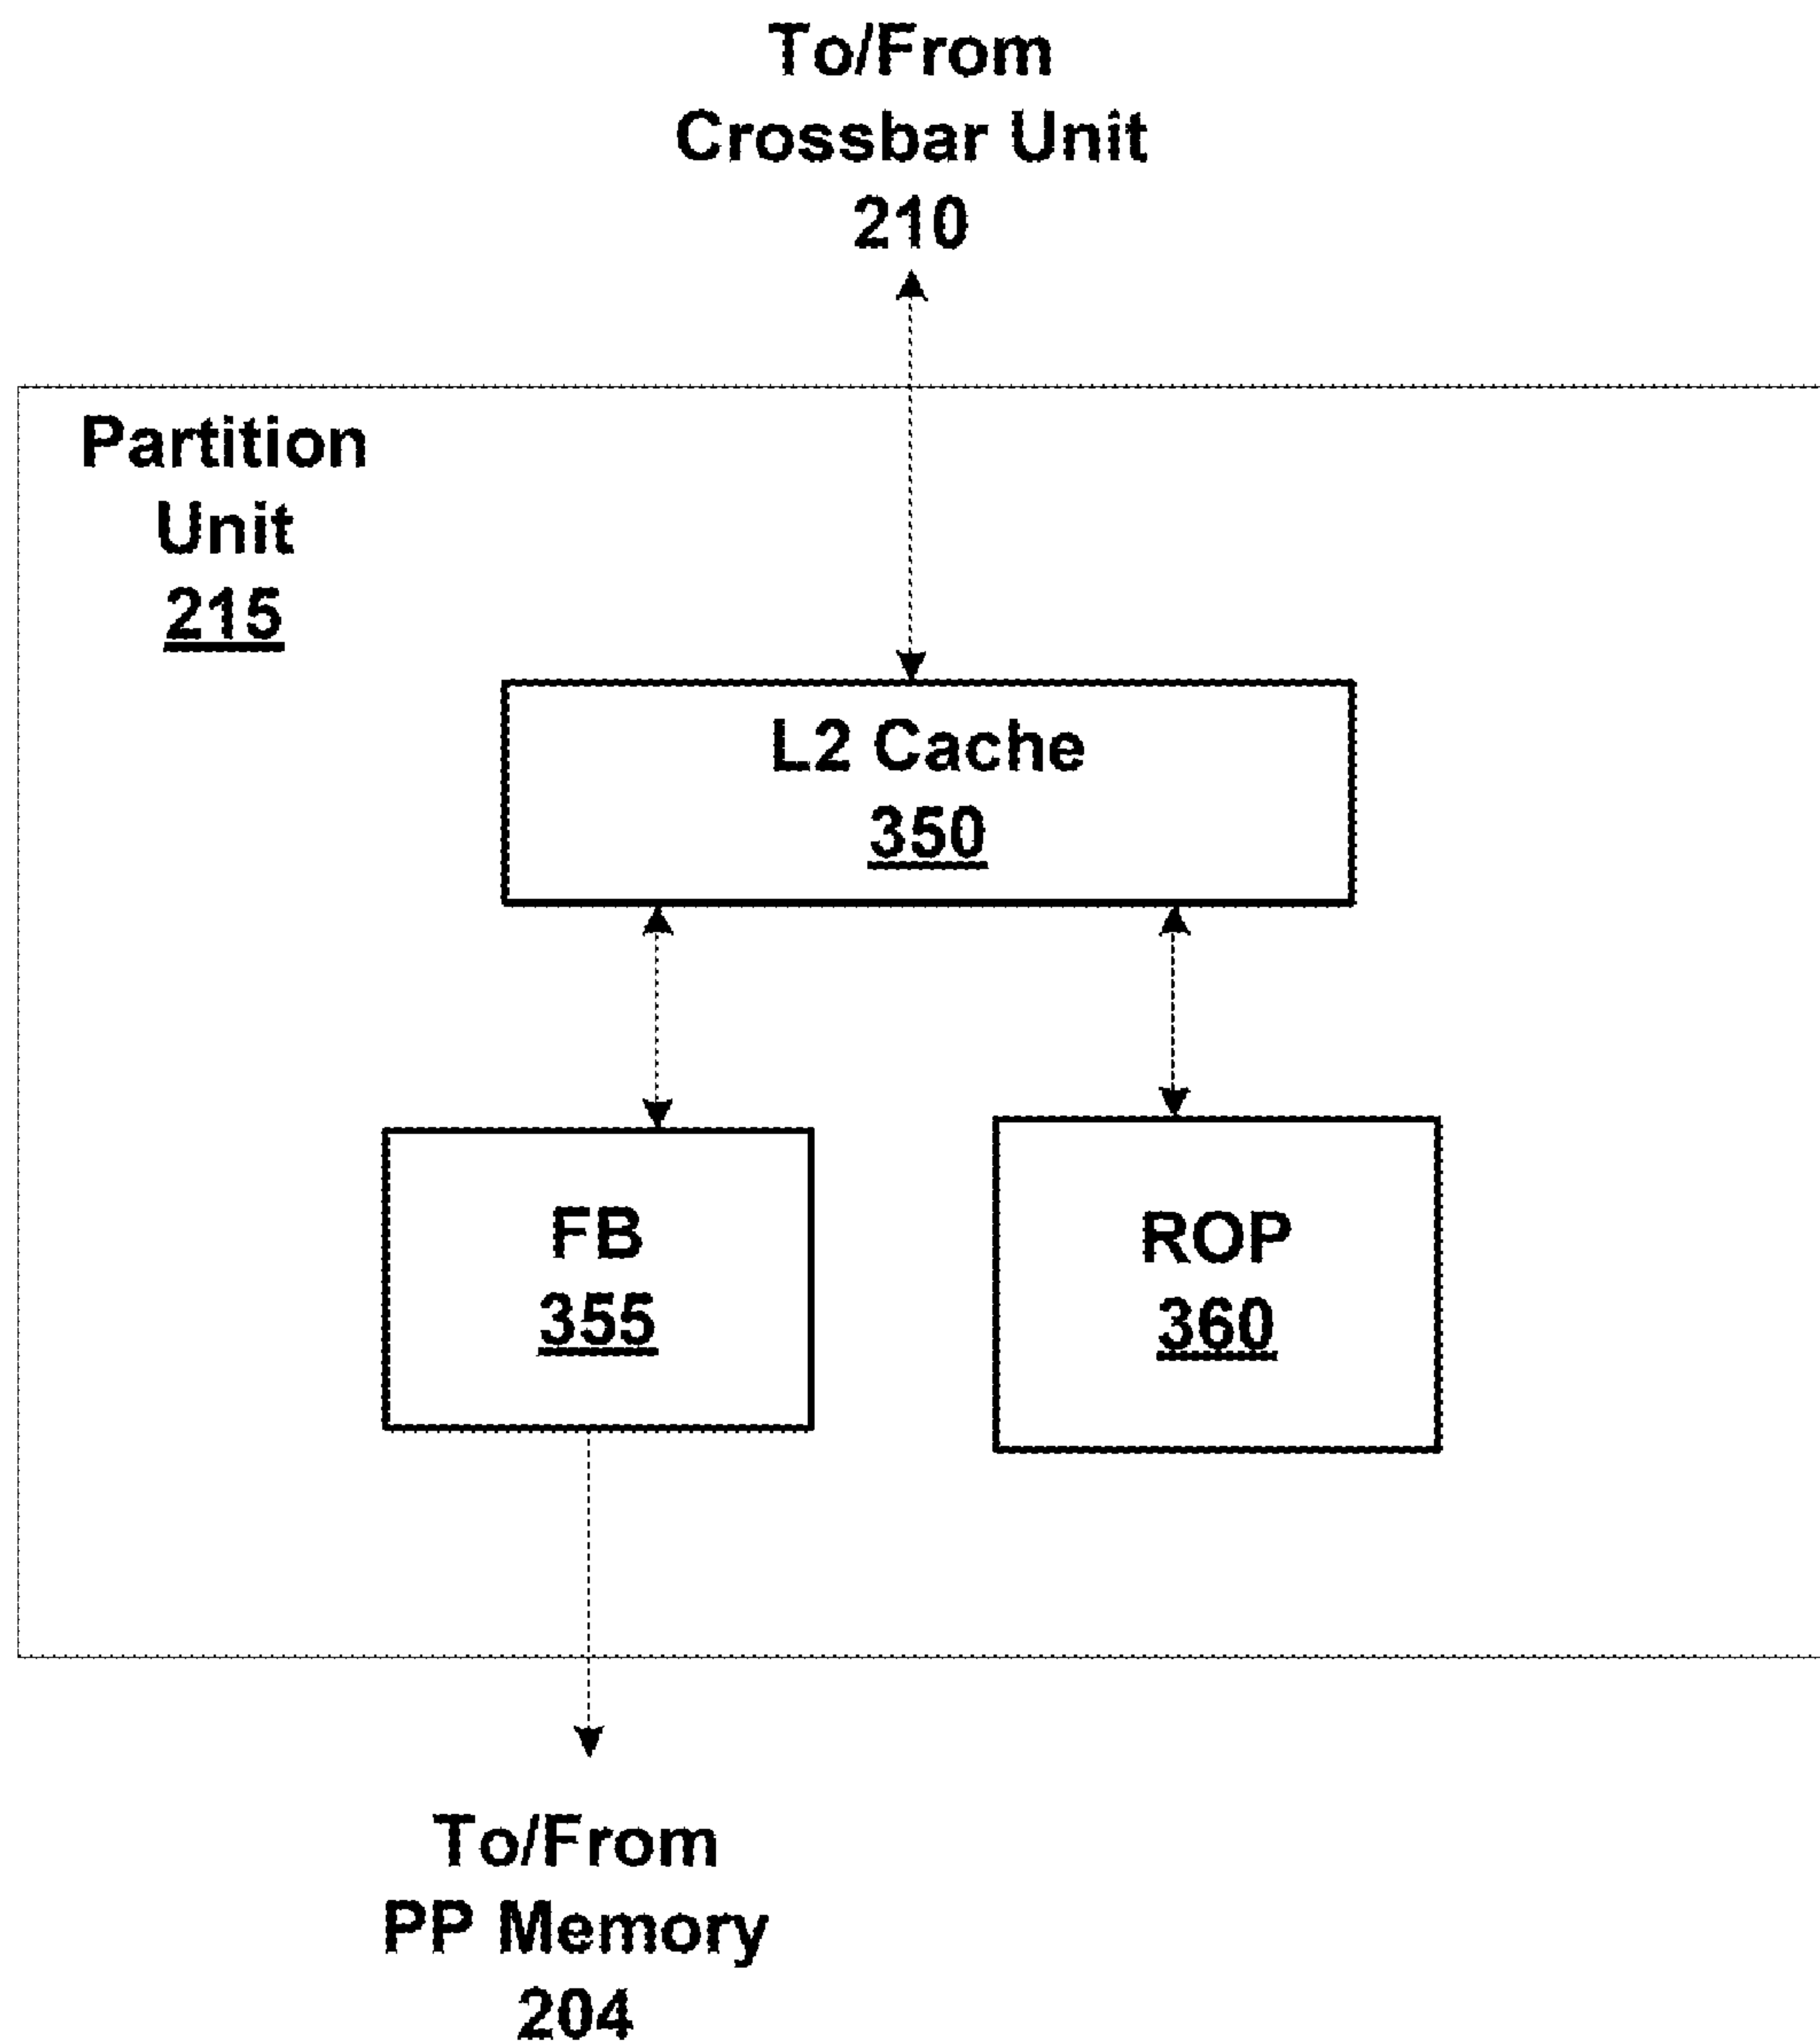 To/From
Crossbar Unit
210
Partition
Unit
215
L2 Cache
350
FB
355
ROP
360
To/From
PP Memory
204